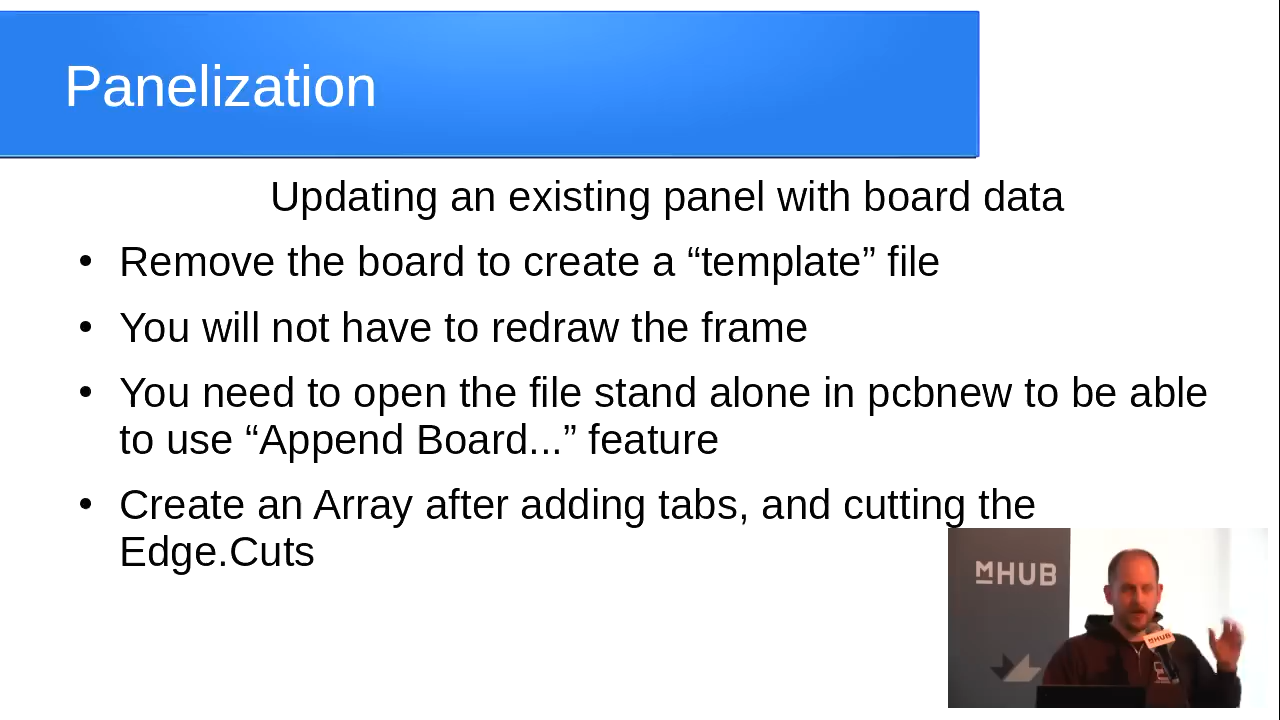 Panelization
Updating an existing panel with board data
• Remove the board to create a “template” file
• You will not have to redraw the frame
• You need to open the file stand alone in pcbnew to be able
to use “Append Board...” feature
• Create an Array after adding tabs, and cutting the
Edge.Cuts
MHUB
MHUB